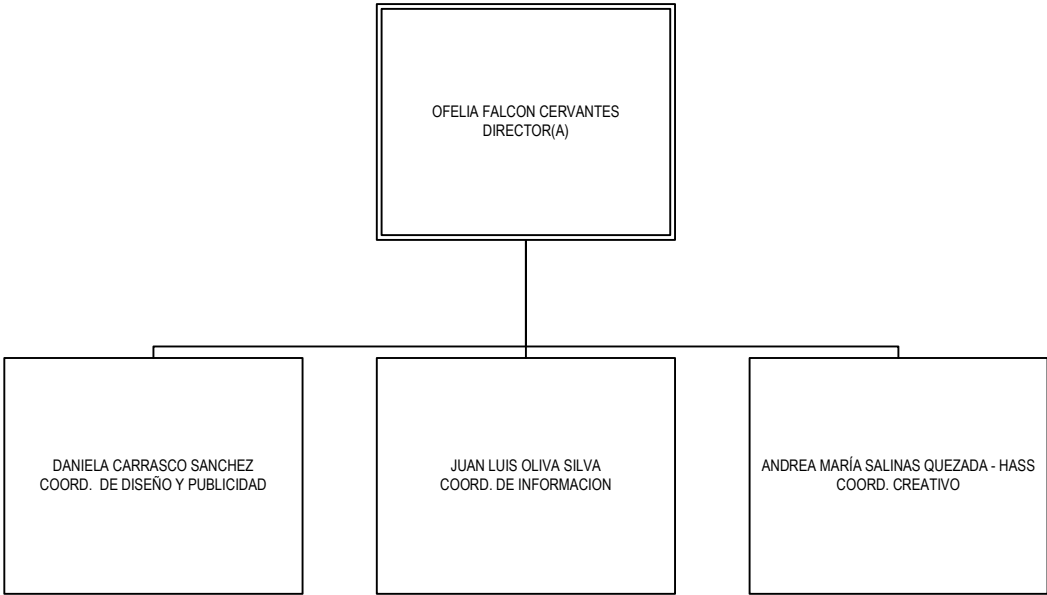 OFELIA FALCON CERVANTES
DIRECTOR(A)
DANIELA CARRASCO SANCHEZ
COORD. DE DISEÑO Y PUBLICIDAD
JUAN LUIS OLIVA SILVA
COORD. DE INFORMACION
ANDREA MARÍA SALINAS QUEZADA - HASS
COORD. CREATIVO